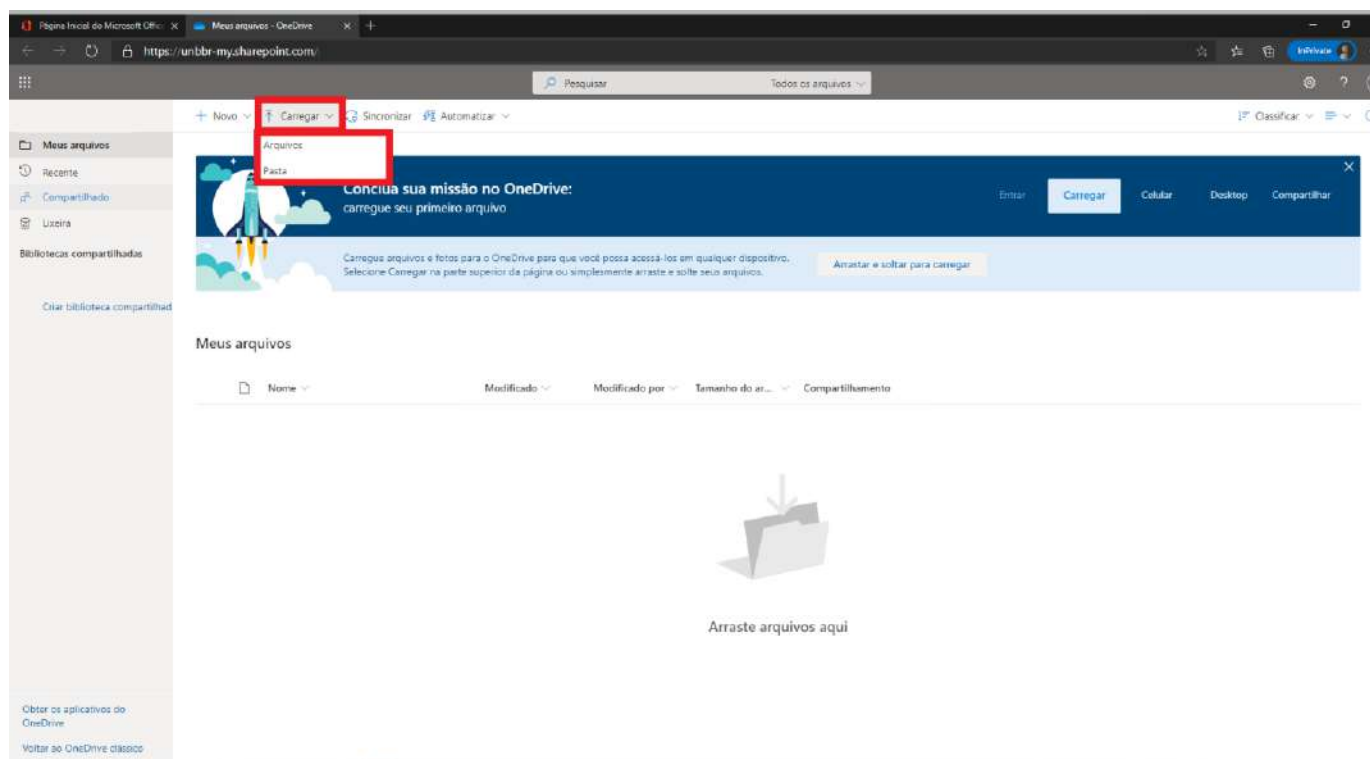 Página Inicial do Microsoft Offic
Meus arquivos - OneDrive
https://unbbr-my.sharepoint.com/
InPrivate
Pesquisar
Todos os arquivos
Novo
Carregar
Sincronizar
Automatizar
Classificar
Arquivos
Pasta
Meus arquivos
Recente
Compartilhado
Lixeira
Bibliotecas compartilhadas
Criar biblioteca compartilhad
Conclua sua missão no OneDrive:
carregue seu primeiro arquivo
Entrar
Carregar
Celular
Desktop
Compartilhar
Carregue arquivos e fotos para o OneDrive para que você possa acessá-los em qualquer dispositivo.
Selecione Carregar na parte superior da página ou simplesmente arraste e solte seus arquivos.
Arrastar e soltar para carregar
Meus arquivos
Nome
Modificado
Modificado por
Tamanho do ar...
Compartilhamento
Arraste arquivos aqui
Obter os aplicativos do
OneDrive
Voltar ao OneDrive clássico